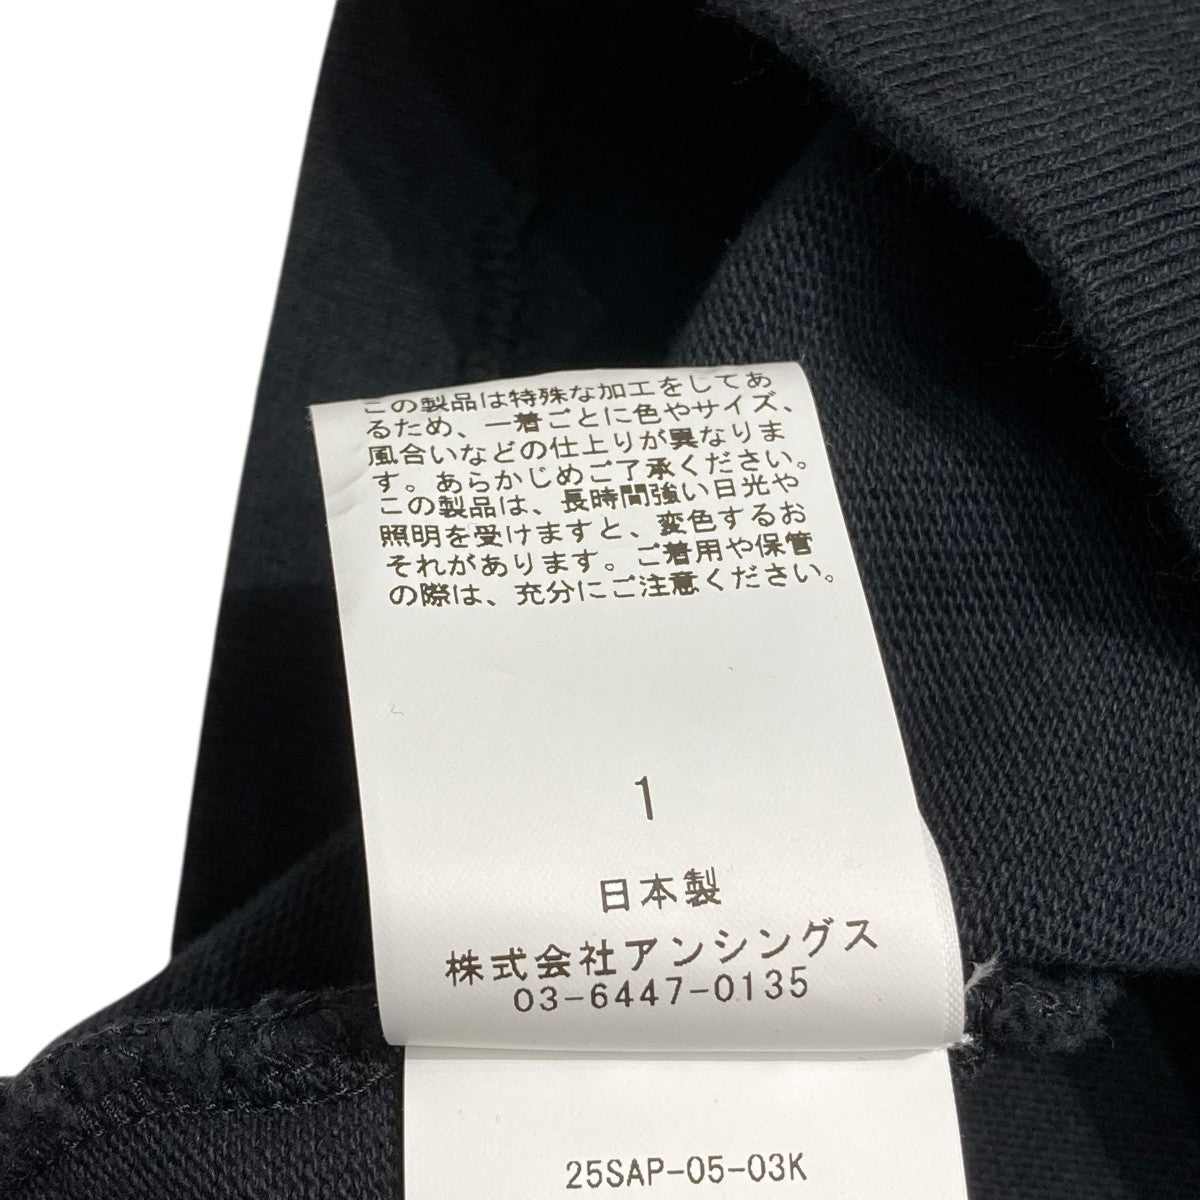 この製品は特殊な加工をしてあ
るため、一着ごとに色やサイズ、
風合いなどの仕上りが異なりま
す。あらかじめご了承ください。
この製品は、長時間強い日光や
照明を受けますと、変色するお
それがあります。ご着用や保管
の際は、充分にご注意ください。
1
日本製
株式会社アンシングス
03-6447-0135
25SAP-05-03K